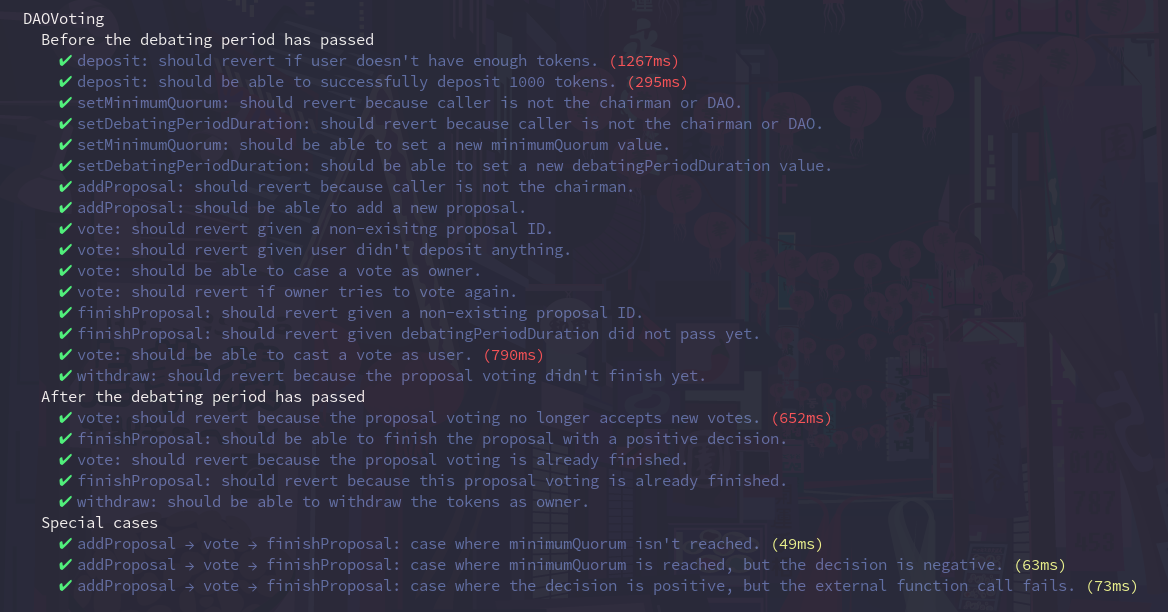 DAOVoting
Before the debating period has passed
✔ deposit: should revert if user doesn't have enough tokens. (1267ms)
✔ deposit: should be able to successfully deposit 1000 tokens. (295ms)
✔ setMinimumQuorum: should revert because caller is not the chairman or DAO.
✔ setDebatingPeriodDuration: should revert because caller is not the chairman or DAO.
✔ setMinimumQuorum: should be able to set a new minimumQuorum value.
✔ setDebatingPeriodDuration: should be able to set a new debatingPeriodDuration value.
✔ addProposal: should revert because caller is not the chairman.
✔ addProposal: should be able to add a new proposal.
✔ vote: should revert given a non-exisitng proposal ID.
✔ vote: should revert given user didn't deposit anything.
✔ vote: should be able to case a vote as owner.
✔ vote: should revert if owner tries to vote again.
✔ finishProposal: should revert given a non-existing proposal ID.
✔ finishProposal: should revert given debatingPeriodDuration did not pass yet.
✔ vote: should be able to cast a vote as user. (790ms)
✔ withdraw: should revert because the proposal voting didn't finish yet.
After the debating period has passed
✔ vote: should revert because the proposal voting no longer accepts new votes. (652ms)
✔ finishProposal: should be able to finish the proposal with a positive decision.
✔ vote: should revert because the proposal voting is already finished.
✔ finishProposal: should revert because this proposal voting is already finished.
✔ withdraw: should be able to withdraw the tokens as owner.
Special cases
✔ addProposal → vote → finishProposal: case where minimumQuorum isn't reached. (49ms)
✔ addProposal → vote → finishProposal: case where minimumQuorum is reached, but the decision is negative. (63ms)
✔ addProposal → vote → finishProposal: case where the decision is positive, but the external function call fails. (73ms)